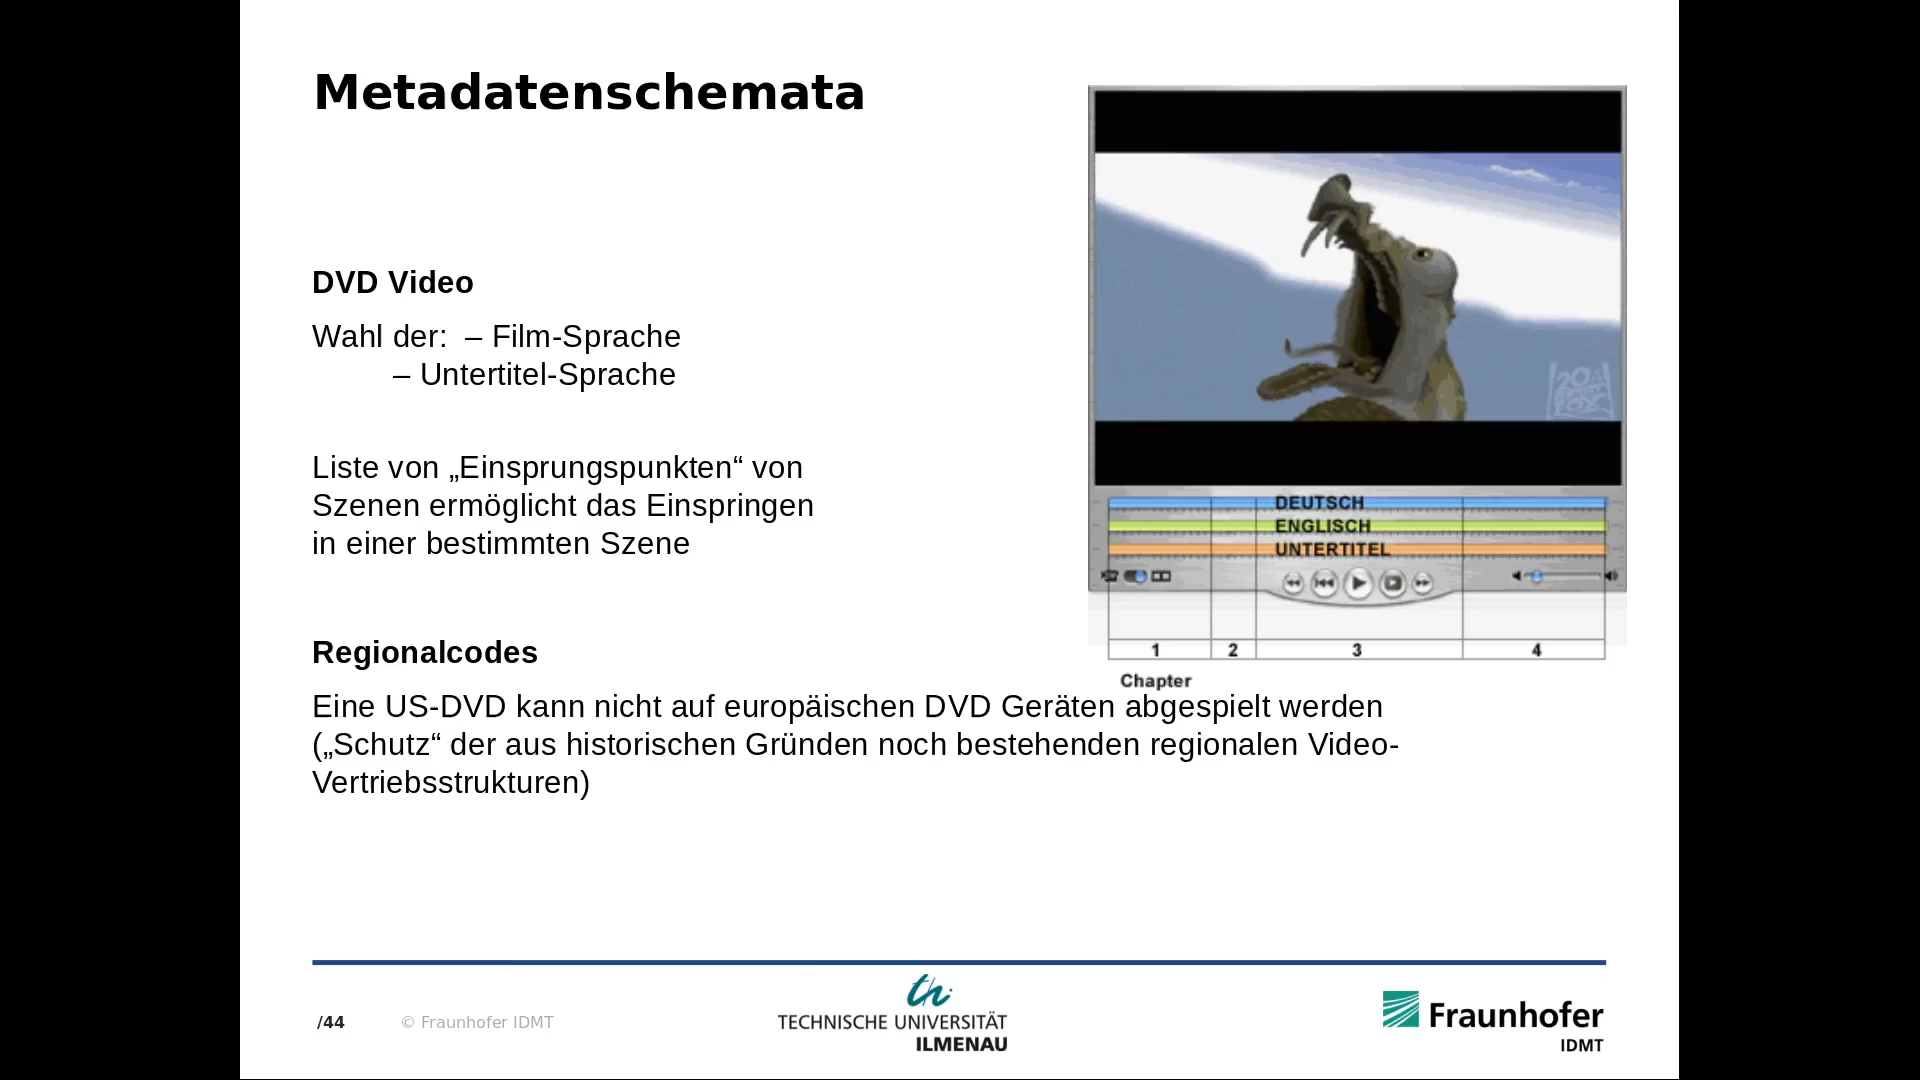 Metadatenschemata
DVD Video
Wahl der:  – Film-Sprache
– Untertitel-Sprache
Liste von „Einsprungspunkten“ von
Szenen ermöglicht das Einspringen
in einer bestimmten Szene
DEUTSCH
ENGLISCH
UNTERTITEL
1 2 3 4
Chapter
Regionalcodes
Eine US-DVD kann nicht auf europäischen DVD Geräten abgespielt werden
(„Schutz“ der aus historischen Gründen noch bestehenden regionalen Video-
Vertriebsstrukturen)
/44
© Fraunhofer IDMT
th
TECHNISCHE UNIVERSITÄT
ILMENAU
Fraunhofer
IDMT